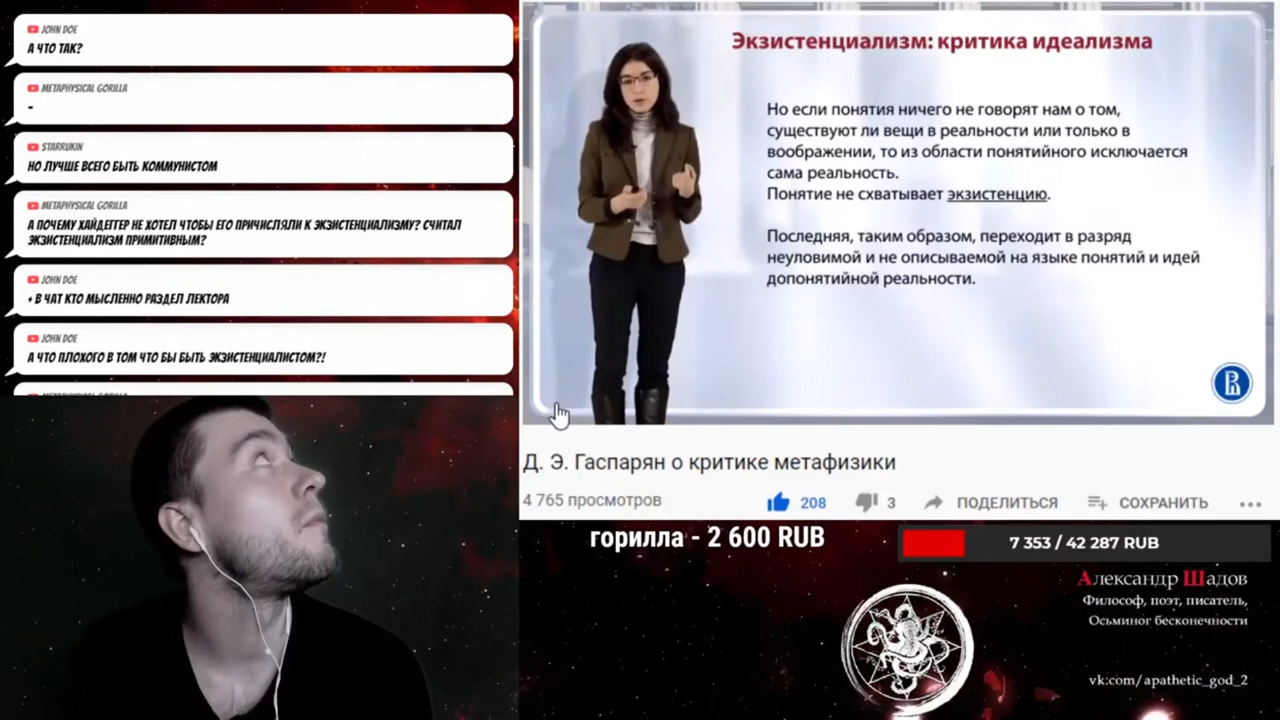 JOHN DOE
А ЧТО ТАК?
METAPHYSICAL GORILLA
-
STARRUKIN
НО ЛУЧШЕ ВСЕГО БЫТЬ КОММУНИСТОМ
METAPHYSICAL GORILLA
А ПОЧЕМУ ХАЙДЕГГЕР НЕ ХОТЕЛ ЧТОБЫ ЕГО ПРИЧИСЛЯЛИ К ЭКЗИСТЕНЦИАЛИЗМУ? СЧИТАЛ
ЭКЗИСТЕНЦИАЛИЗМ ПРИМИТИВНЫМ?
JOHN DOE
+ В ЧАТ КТО МЫСЛЕННО РАЗДЕЛ ЛЕКТОРА
JOHN DOE
А ЧТО ПЛОХОГО В ТОМ ЧТО БЫ БЫТЬ ЭКЗИСТЕНЦИАЛИСТОМ?!
Экзистенциализм: критика идеализма
Но если понятия ничего не говорят нам о том,
существуют ли вещи в реальности или только в
воображении, то из области понятийного исключается
сама реальность.
Понятие не схватывает экзистенцию.
Последняя, таким образом, переходит в разряд
неуловимой и не описываемой на языке понятий и идей
допонятийной реальности.
Д. Э. Гаспарян о критике метафизики
4 765 просмотров
208
3
ПОДЕЛИТЬСЯ
СОХРАНИТЬ
горилла - 2 600 RUB
7 353 / 42 287 RUB
Александр Шадов
Философ, поэт, писатель,
Осьминог бесконечности
vk:com/apathetic_god_2